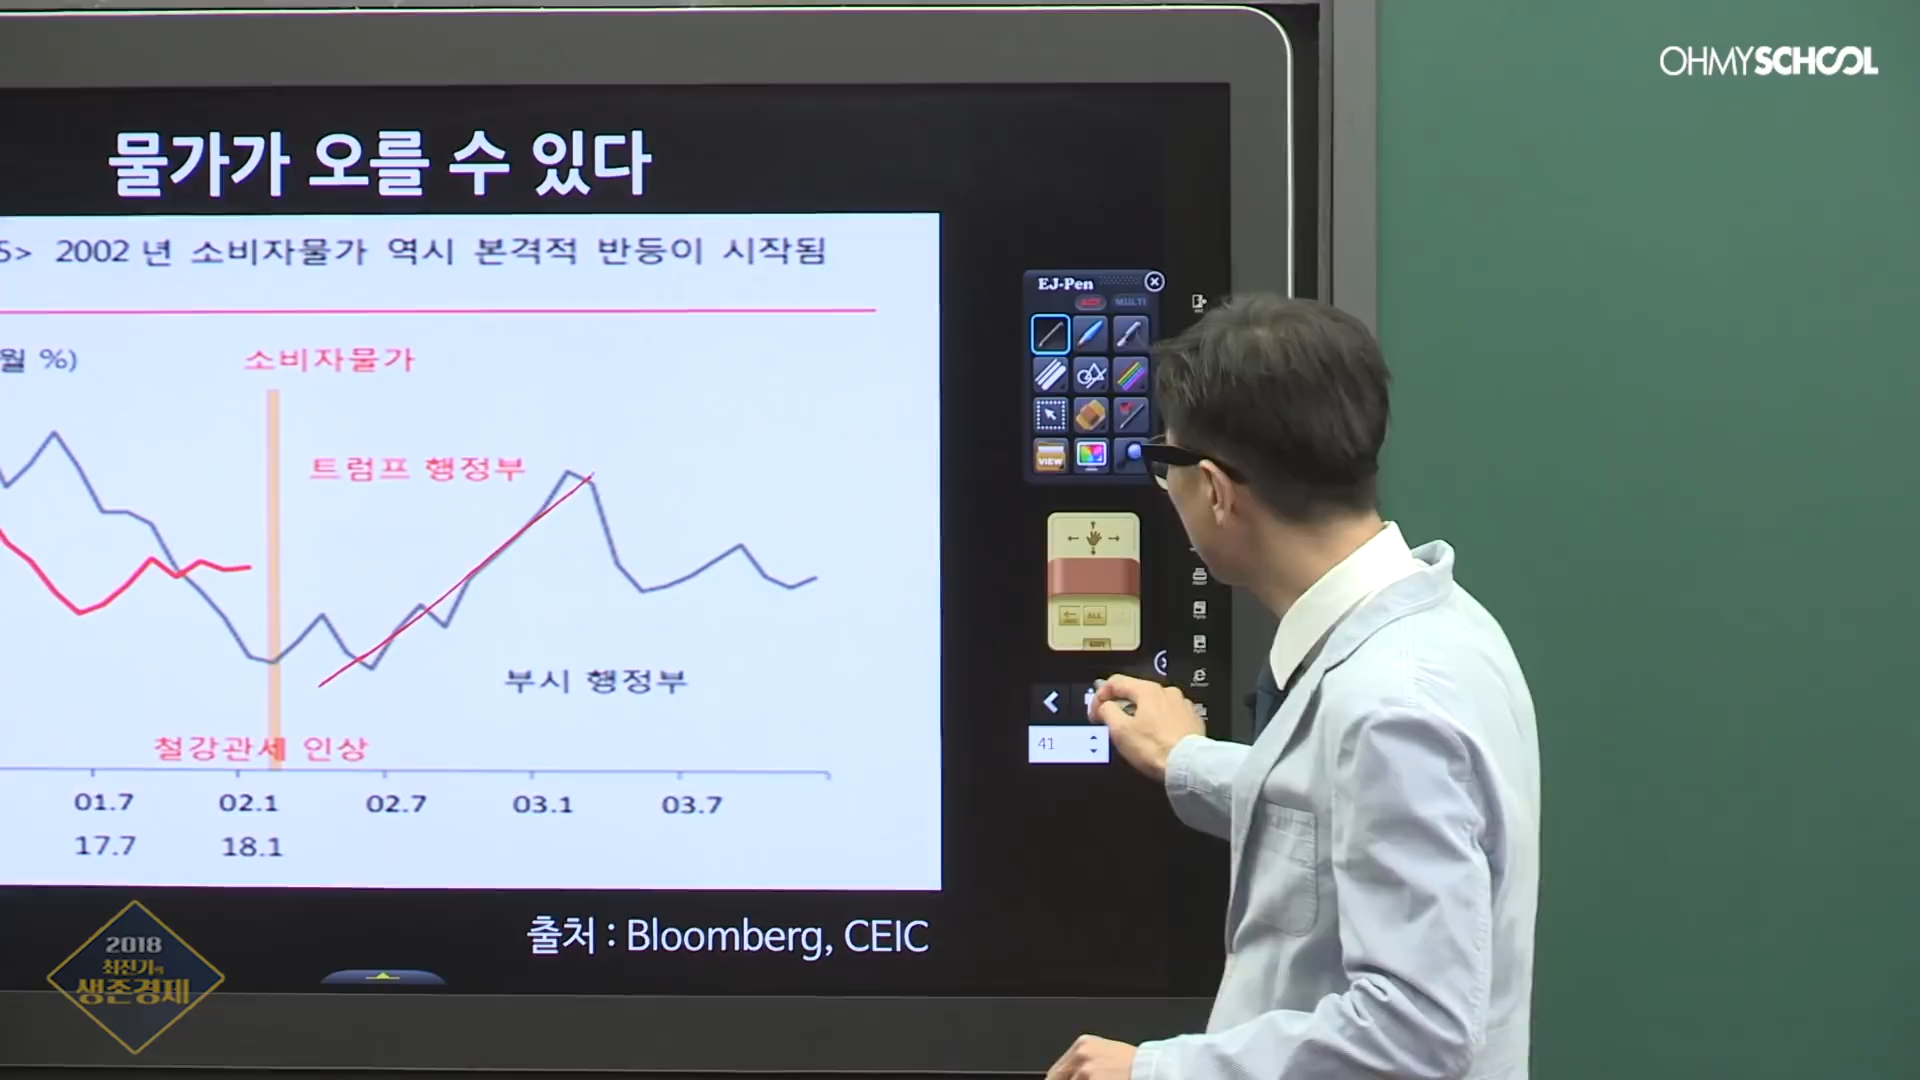 OHMYSCHOOL
물가가 오를 수 있다
5> 2002 년 소비자물가 역시 본격적 반등이 시작됨
EJ-Pen
MULTI
월 %)
소비자물가
트럼프 행정부
VIEW
ALL
부시 행정부
철강관세 인상
41
01.7 02.1 02.7 03.1 03.7
17.7 18.1
출처 : Bloomberg, CEIC
2018
최진기의
생존경제